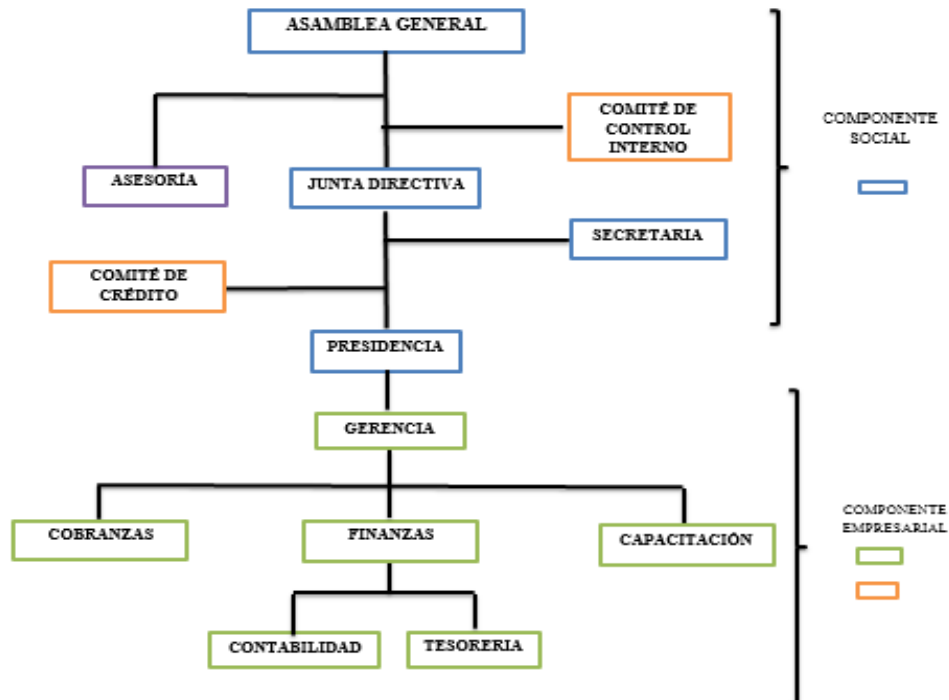 ASAMBLEA GENERAL
COMITÉ DE
CONTROL
INTERNO
COMPONENTE
SOCIAL
ASESORÍA
JUNTA DIRECTIVA
SECRETARIA
COMITÉ DE
CRÉDITO
PRESIDENCIA
GERENCIA
COBRANZAS
FINANZAS
CAPACITACIÓN
COMPONENTE
EMPRESARIAL
CONTABILIDAD
TESORERIA